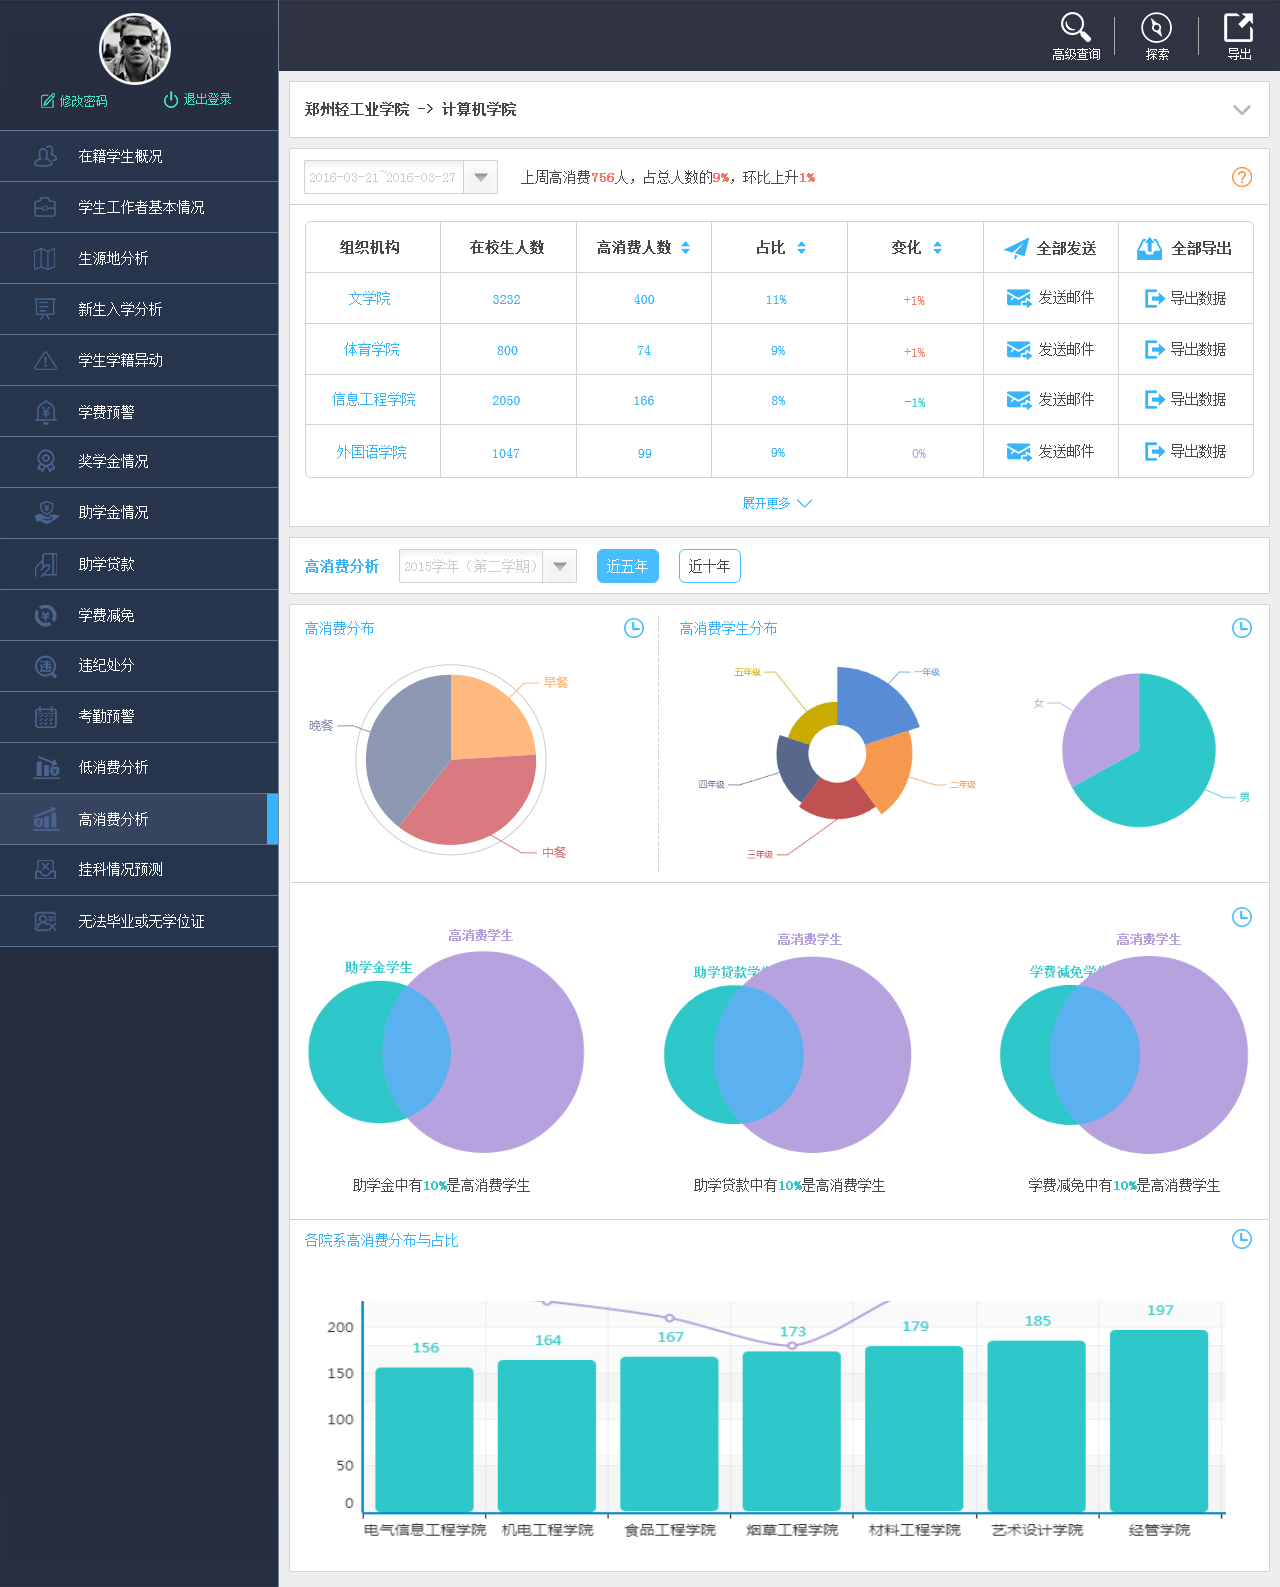 高级查询
探索
导出
修改密码
退出登录
在籍学生概况
学生工作者基本情况
生源地分析
新生入学分析
学生学籍异动
学费预警
奖学金情况
助学金情况
助学贷款
学费减免
违纪处分
考勤预警
低消费分析
高消费分析
挂科情况预测
无法毕业或无学位证
郑州轻工业学院 -> 计算机学院
2016-03-21~2016-03-27
上周高消费756人，占总人数的9%，环比上升1%
组织机构 在校生人数 高消费人数 占比 变化 全部发送 全部导出
文学院 3232 400 11% +1% 发送邮件 导出数据
体育学院 800 74 9% +1% 发送邮件 导出数据
信息工程学院 2050 166 8% -1% 发送邮件 导出数据
外国语学院 1047 99 9% 0% 发送邮件 导出数据
展开更多
高消费分析 2015学年（第二学期） 近五年 近十年
高消费分布
早餐
晚餐
中餐
高消费学生分布
五年级
一年级
四年级
二年级
三年级
女
男
高消费学生
助学金学生
助学金中有10%是高消费学生
高消费学生
助学贷款学生
助学贷款中有10%是高消费学生
高消费学生
学费减免学生
学费减免中有10%是高消费学生
各院系高消费分布与占比
200
150
100
50
0
156
164
167
173
179
185
197
电气信息工程学院
机电工程学院
食品工程学院
烟草工程学院
材料工程学院
艺术设计学院
经管学院